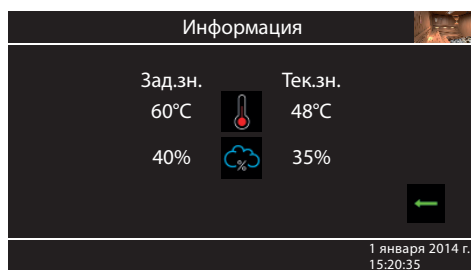 Информация
Зад.зн. Тек.зн.
60°C 48°C
40% % 35%
1 января 2014 г.
15:20:35